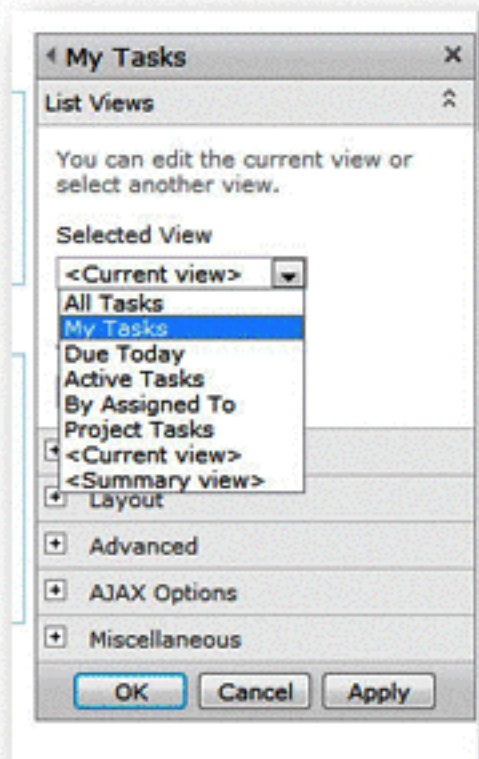 My Tasks
List Views
You can edit the current view or
select another view.
Selected View
<Current view>
All Tasks
My Tasks
Due Today
Active Tasks
By Assigned To
Project Tasks
<Current view>
<Summary view>
Layout
Advanced
AJAX Options
Miscellaneous
OK Cancel Apply